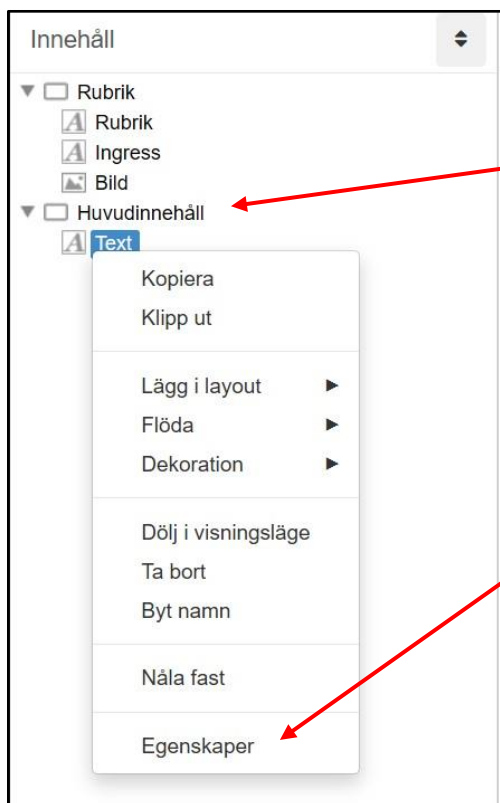 Innehåll
Rubrik
Rubrik
Ingress
Bild
Huvudinnehåll
Text
Kopiera
Klipp ut
Lägg i layout
Flöda
Dekoration
Dölj i visningsläge
Ta bort
Byt namn
Nåla fast
Egenskaper